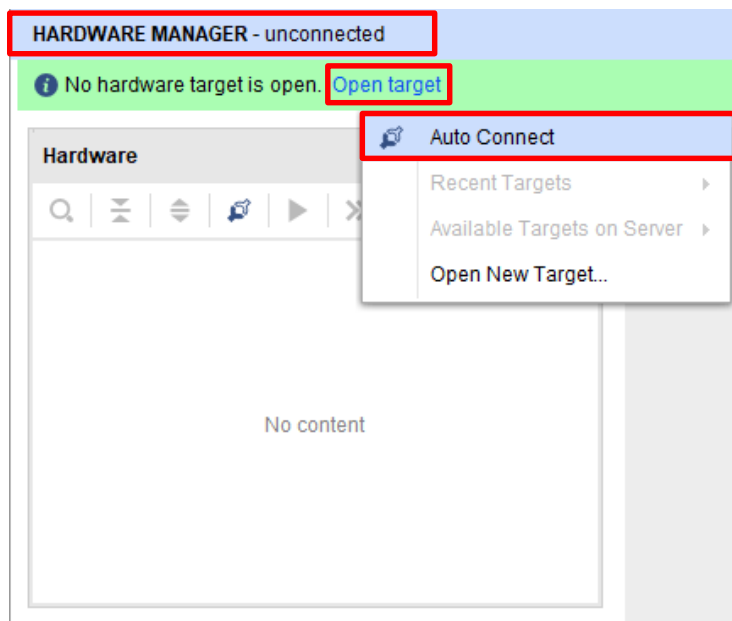 HARDWARE MANAGER - unconnected
No hardware target is open. Open target
Auto Connect
Hardware
Recent Targets
Available Targets on Server
Open New Target...
No content